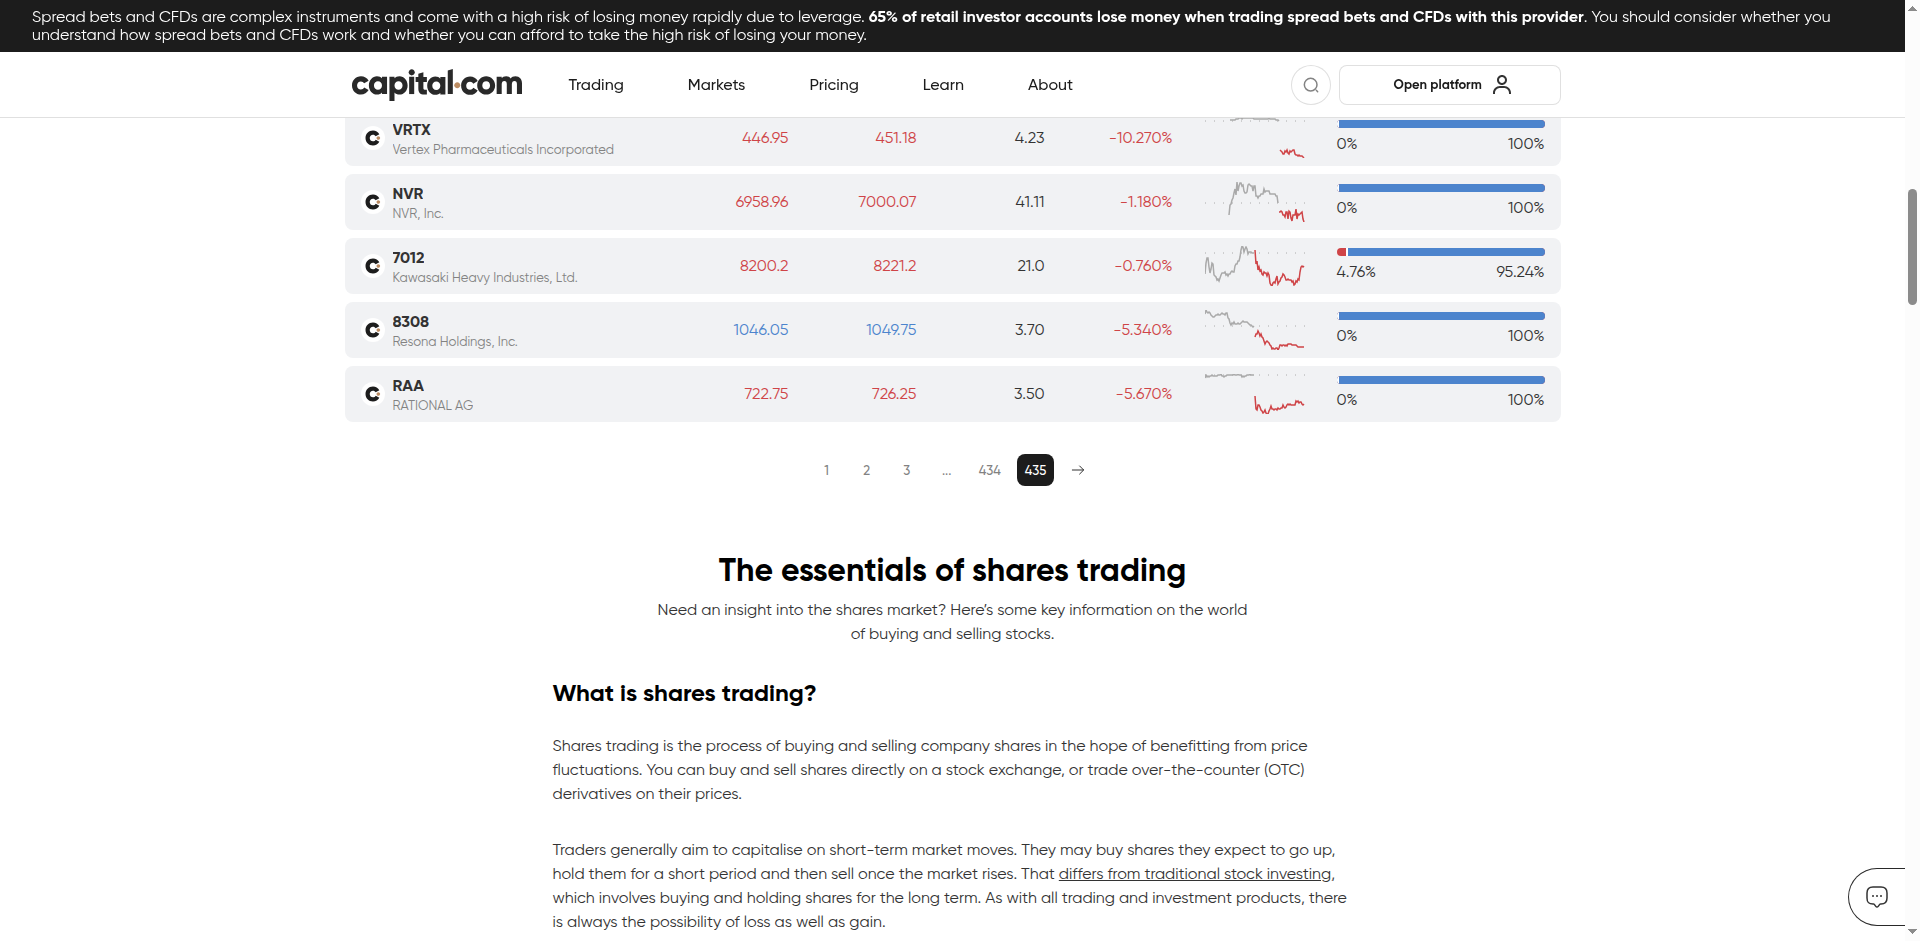 Spread bets and CFDs are complex instruments and come with a high risk of losing money rapidly due to leverage. 65% of retail investor accounts lose money when trading spread bets and CFDs with this provider. You should consider whether you
understand how spread bets and CFDs work and whether you can afford to take the high risk of losing your money.
capital.com Trading Markets Pricing Learn About Open platform
VRTX
Vertex Pharmaceuticals Incorporated
446.95 451.18 4.23 -10.270%
0% 100%
NVR
NVR, Inc.
6958.96 7000.07 41.11 -1.180%
0% 100%
7012
Kawasaki Heavy Industries, Ltd.
8200.2 8221.2 21.0 -0.760%
4.76% 95.24%
8308
Resona Holdings, Inc.
1046.05 1049.75 3.70 -5.340%
0% 100%
RAA
RATIONAL AG
722.75 726.25 3.50 -5.670%
0% 100%
1 2 3 ... 434 435
The essentials of shares trading
Need an insight into the shares market? Here's some key information on the world
of buying and selling stocks.
What is shares trading?
Shares trading is the process of buying and selling company shares in the hope of benefitting from price
fluctuations. You can buy and sell shares directly on a stock exchange, or trade over-the-counter (OTC)
derivatives on their prices.
Traders generally aim to capitalise on short-term market moves. They may buy shares they expect to go up,
hold them for a short period and then sell once the market rises. That differs from traditional stock investing,
which involves buying and holding shares for the long term. As with all trading and investment products, there
is always the possibility of loss as well as gain.